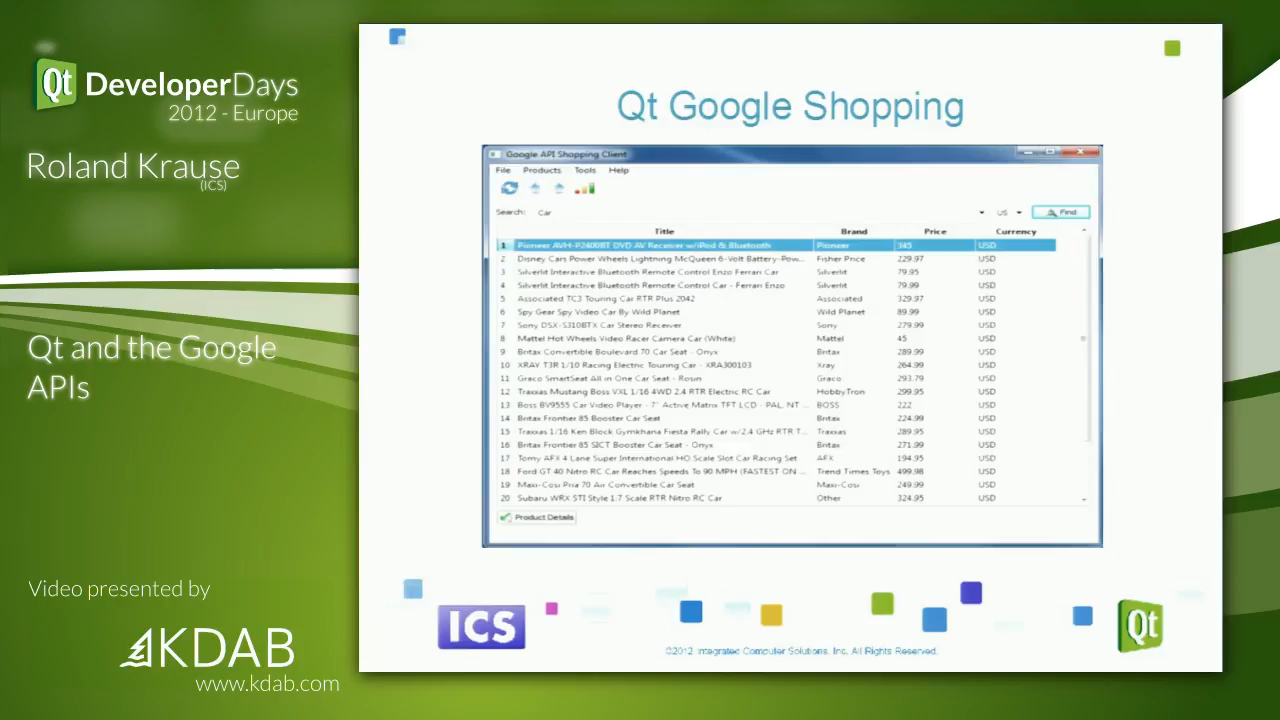 Qt DeveloperDays
2012 - Europe
Roland Krause
(ICS)
Qt and the Google
APIs
Video presented by
KDAB
www.kdab.com
Qt Google Shopping
Google API Shopping Client
File Products Tools Help
Search: Car US Find
Title Brand Price Currency
1 Pioneer AVH-P2400BT DVD AV Receiver w/iPod & Bluetooth Pioneer 345 USD
2 Disney Cars Power Wheels Lightning McQueen 6-Volt Battery-Pow... Fisher Price 229.97 USD
3 Silverlit Interactive Bluetooth Remote Control Enzo Ferrari Car Silverlit 79.95 USD
4 Silverlit Interactive Bluetooth Remote Control Car - Ferrari Enzo Silverlit 79.99 USD
5 Associated TC3 Touring Car RTR Plus 2042 Associated 329.97 USD
6 Spy Gear Spy Video Car By Wild Planet Wild Planet 89.99 USD
7 Sony DSX-S310BTX Car Stereo Receiver Sony 279.99 USD
8 Mattel Hot Wheels Video Racer Camera Car (White) Mattel 45 USD
9 Britax Convertible Boulevard 70 Car Seat - Onyx Britax 289.99 USD
10 XRAY T3R 1/10 Racing Electric Touring Car - XRA300103 Xray 264.99 USD
11 Graco SmartSeat All in One Car Seat - Rosin Graco 293.79 USD
12 Traxxas Mustang Boss VXL 1/16 4WD 2.4 RTR Electric RC Car HobbyTron 299.95 USD
13 Boss BV9555 Car Video Player - 7" Active Matrix TFT LCD - PAL, NT ... BOSS 222 USD
14 Britax Frontier 85 Booster Car Seat Britax 224.99 USD
15 Traxxas 1/16 Ken Block Gymkhana Fiesta Rally Car w/2.4 GHz RTR T... Traxxas 289.95 USD
16 Britax Frontier 85 SICT Booster Car Seat - Onyx Britax 271.99 USD
17 Tomy AFX 4 Lane Super International HO Scale Slot Car Racing Set AFX 194.95 USD
18 Ford GT 40 Nitro RC Car Reaches Speeds To 90 MPH (FASTEST ON ... Trend Times Toys 499.98 USD
19 Maxi-Cosi Pria 70 Air Convertible Car Seat Maxi-Cosi 249.99 USD
20 Subaru WRX STI Style 1:7 Scale RTR Nitro RC Car Other 324.95 USD
Product Details
ICS
Qt
©2012 Integrated Computer Solutions, Inc. All Rights Reserved.